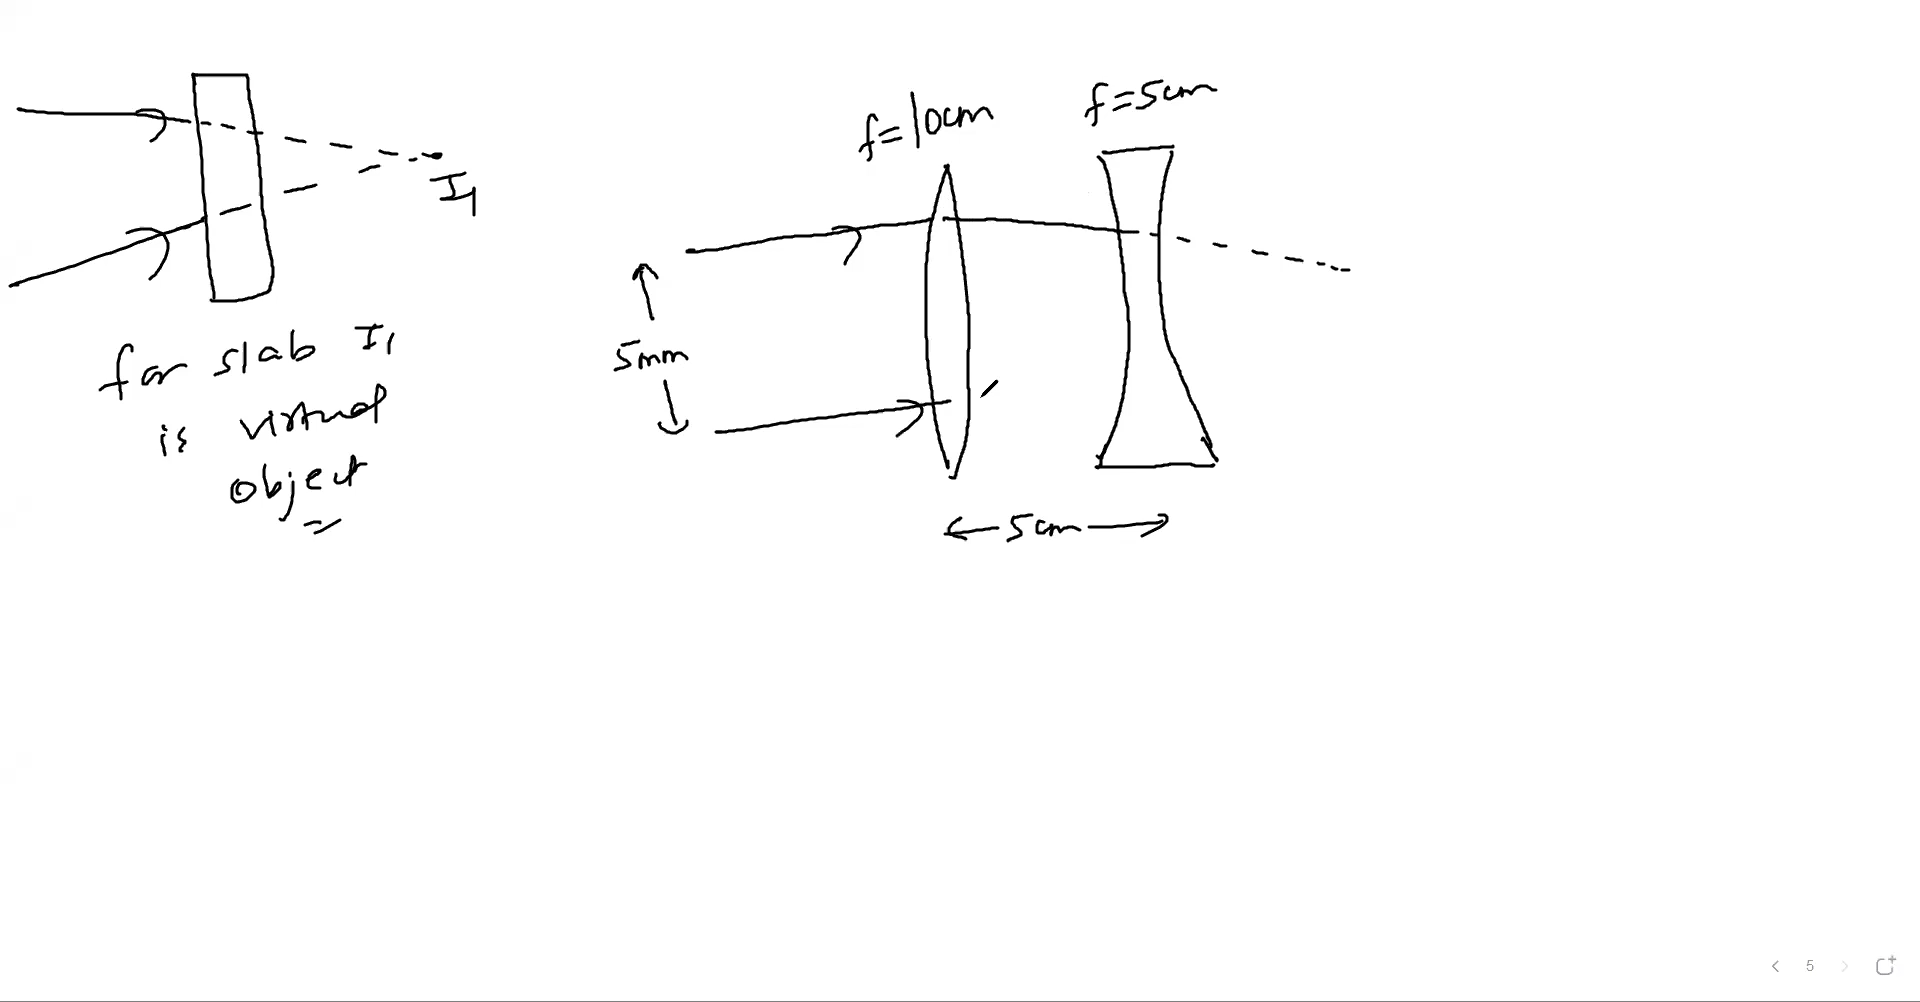 I1
for slab I1
is virtual
object
f=10cm
f=5cm
5mm
5cm
5